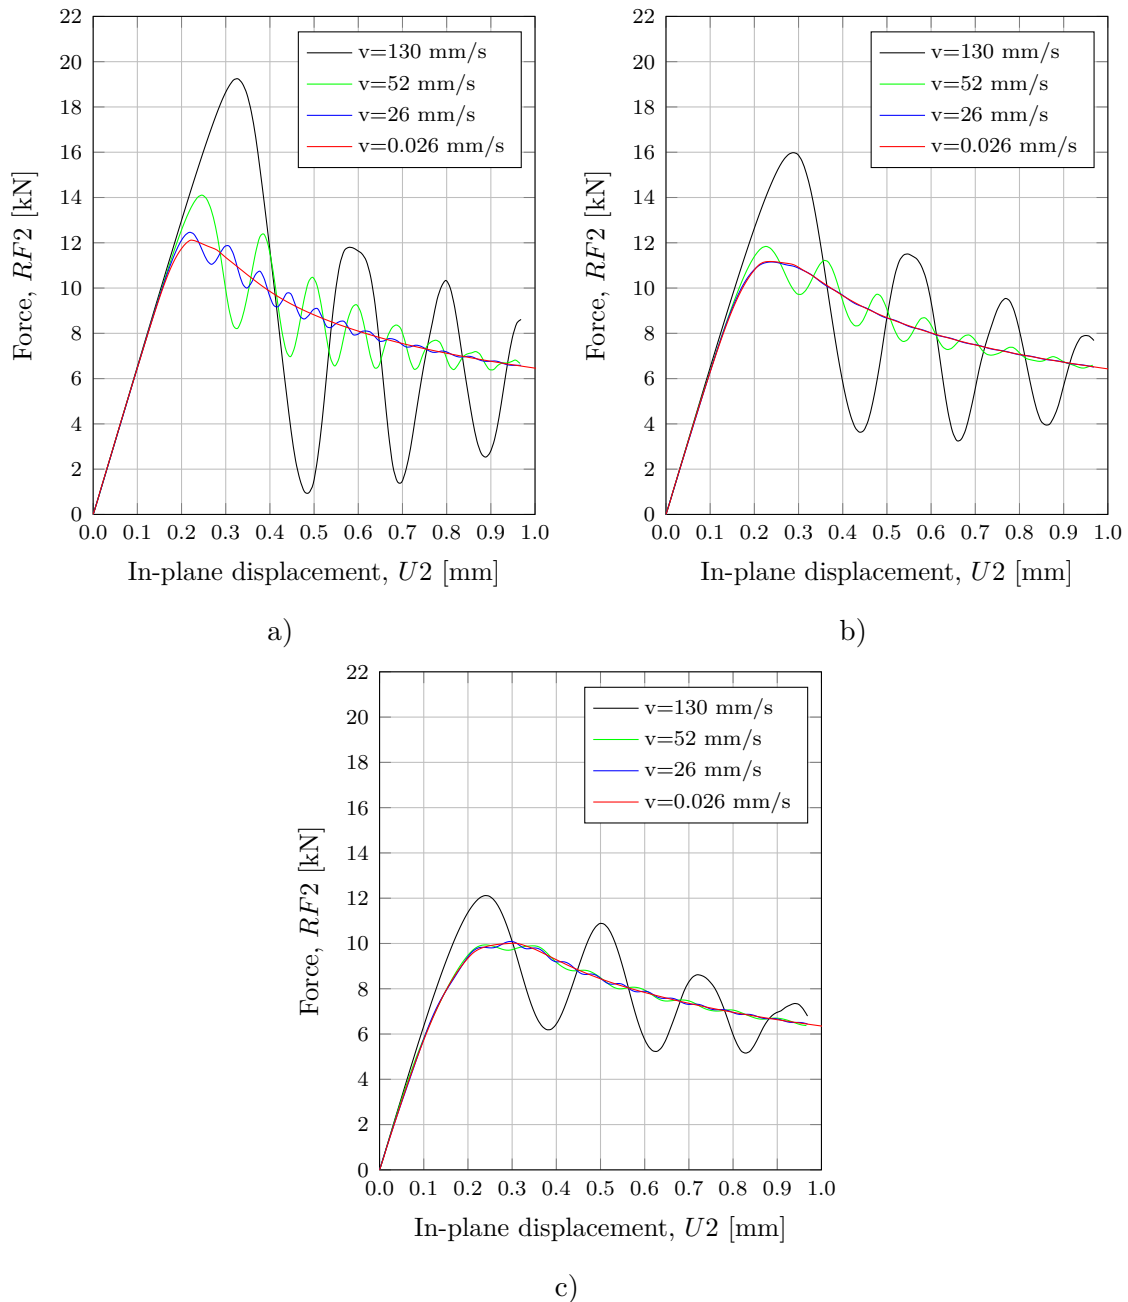 22
20
18
16
14
12
10
8
6
4
2
0
0.0 0.1 0.2 0.3 0.4 0.5 0.6 0.7 0.8 0.9 1.0
Force, RF2 [kN]
In-plane displacement, U2 [mm]
v=130 mm/s
v=52 mm/s
v=26 mm/s
v=0.026 mm/s
a)
22
20
18
16
14
12
10
8
6
4
2
0
0.0 0.1 0.2 0.3 0.4 0.5 0.6 0.7 0.8 0.9 1.0
Force, RF2 [kN]
In-plane displacement, U2 [mm]
v=130 mm/s
v=52 mm/s
v=26 mm/s
v=0.026 mm/s
b)
22
20
18
16
14
12
10
8
6
4
2
0
0.0 0.1 0.2 0.3 0.4 0.5 0.6 0.7 0.8 0.9 1.0
Force, RF2 [kN]
In-plane displacement, U2 [mm]
v=130 mm/s
v=52 mm/s
v=26 mm/s
v=0.026 mm/s
c)